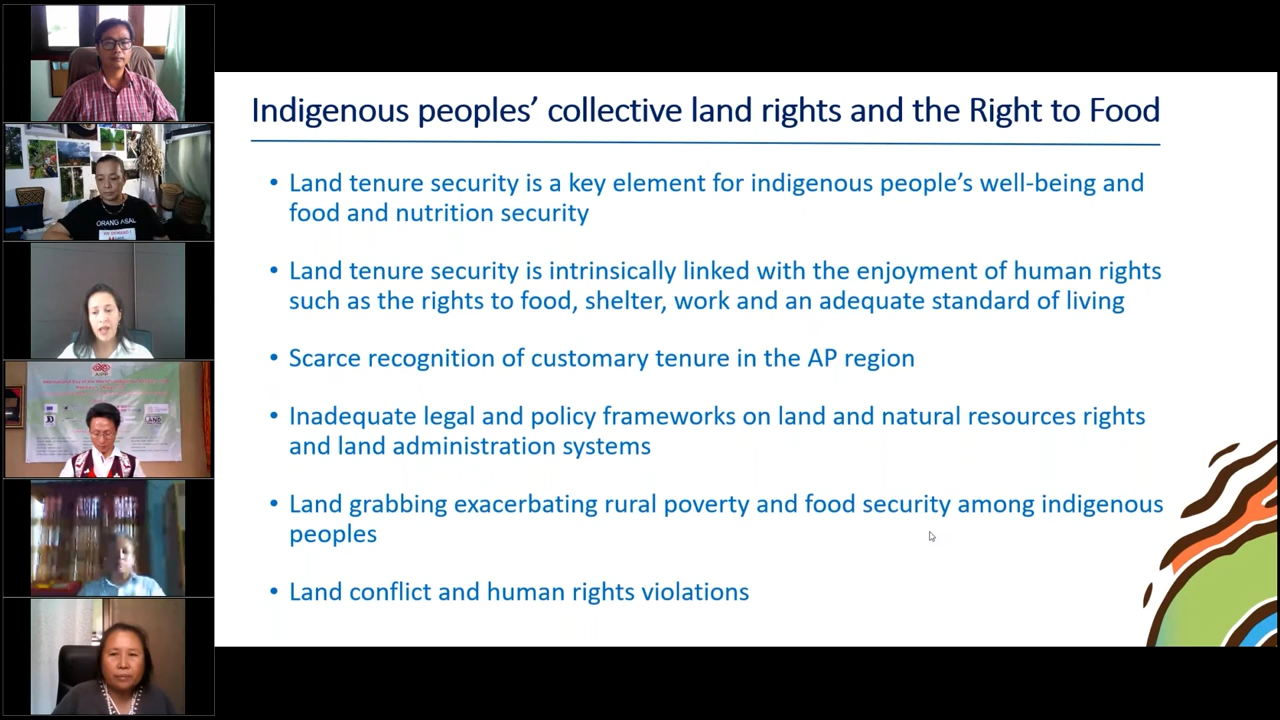 Indigenous peoples’ collective land rights and the Right to Food
• Land tenure security is a key element for indigenous people’s well-being and
food and nutrition security
• Land tenure security is intrinsically linked with the enjoyment of human rights
such as the rights to food, shelter, work and an adequate standard of living
• Scarce recognition of customary tenure in the AP region
• Inadequate legal and policy frameworks on land and natural resources rights
and land administration systems
• Land grabbing exacerbating rural poverty and food security among indigenous
peoples
• Land conflict and human rights violations
ORANG ASAL
AIPP
LAND